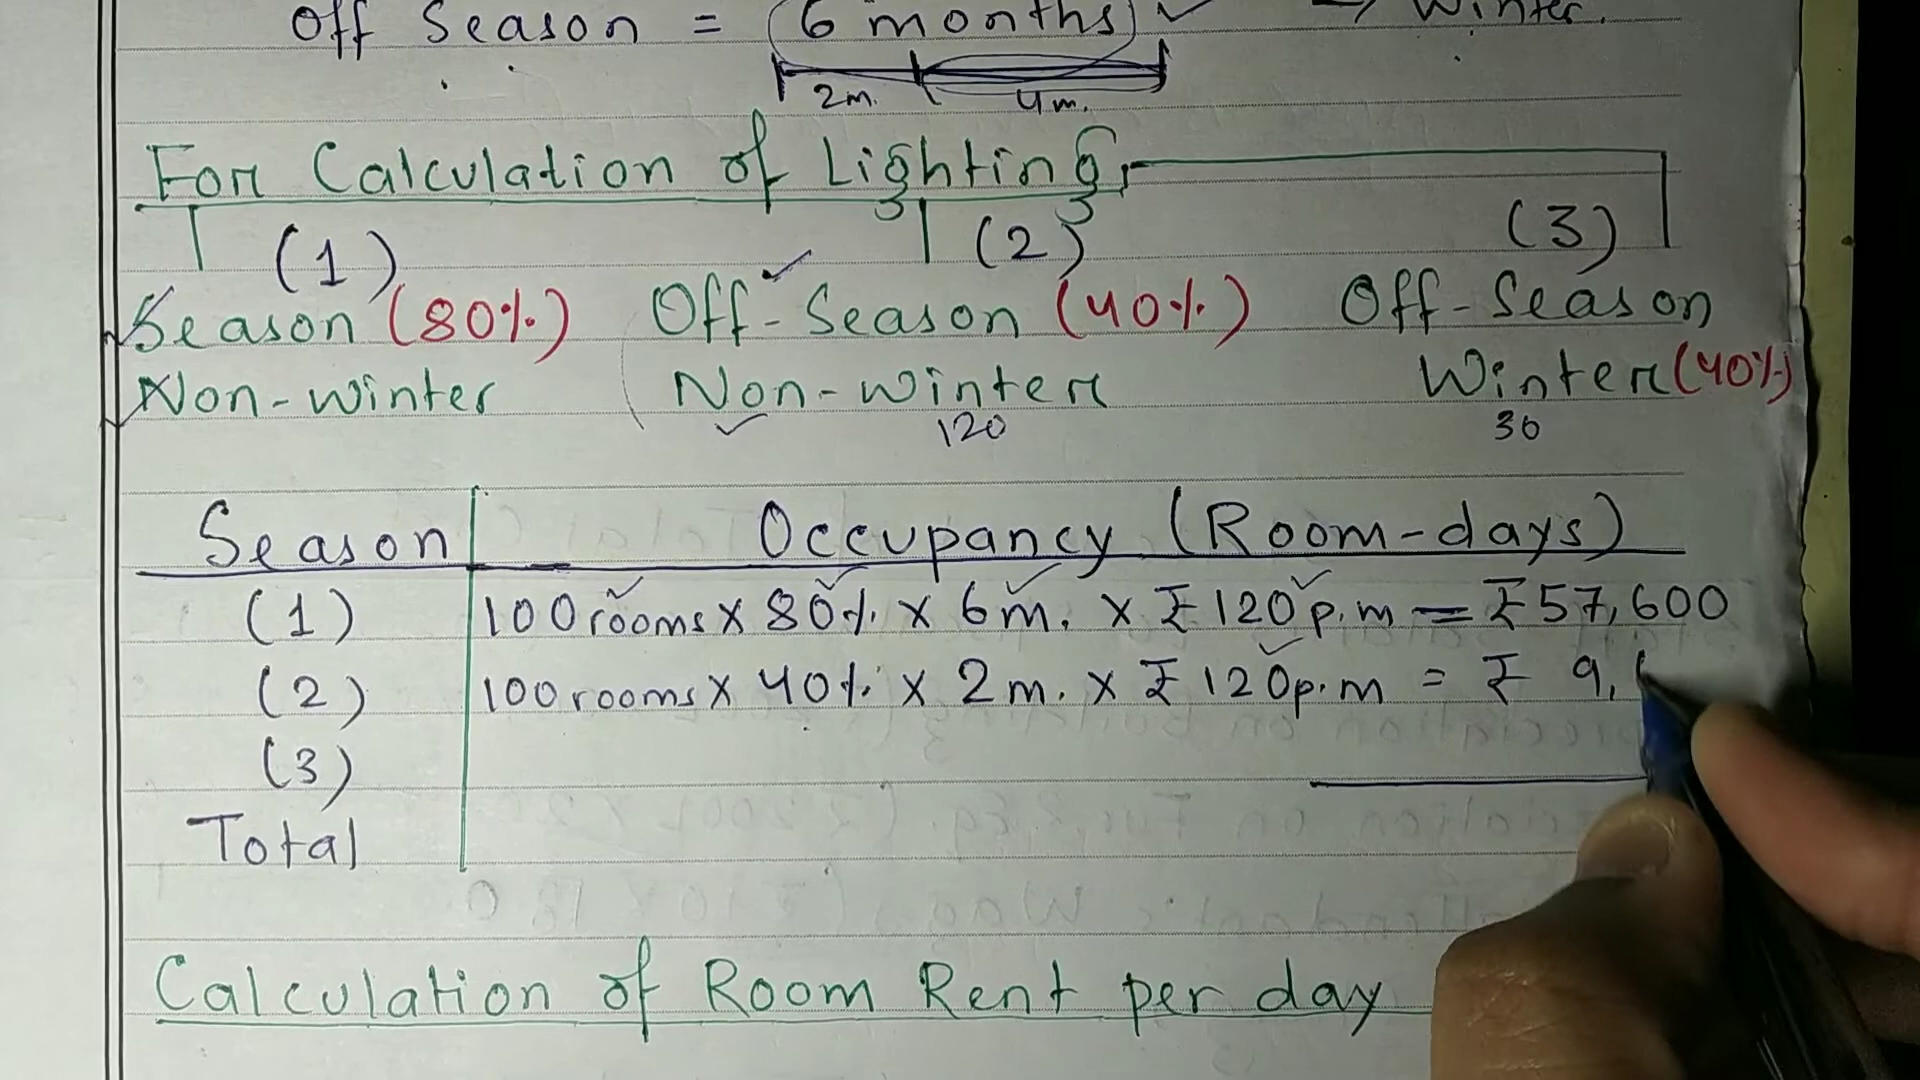 Off Season = 6 months → Winter.
2m. 4m.
For Calculation of Lighting
(1) (2) (3)
Season (80%) Off-Season (40%) Off-Season
Non-Winter Non-Winter Winter (40%)
120 30
Season Occupancy (Room-days)
(1) 100 rooms x 80% x 6m. x ₹120 p.m = ₹57,600
(2) 100 rooms x 40% x 2m. x ₹120 p.m = ₹ 9,
(3)
Total
Calculation of Room Rent per day